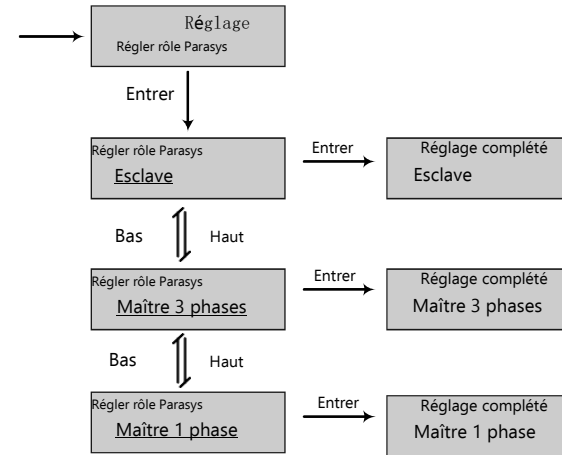 Réglage
Régler rôle Parasys
Entrer
Régler rôle Parasys
Esclave
Entrer
Réglage complété
Esclave
Bas
Haut
Régler rôle Parasys
Maître 3 phases
Entrer
Réglage complété
Maître 3 phases
Bas
Haut
Régler rôle Parasys
Maître 1 phase
Entrer
Réglage complété
Maître 1 phase